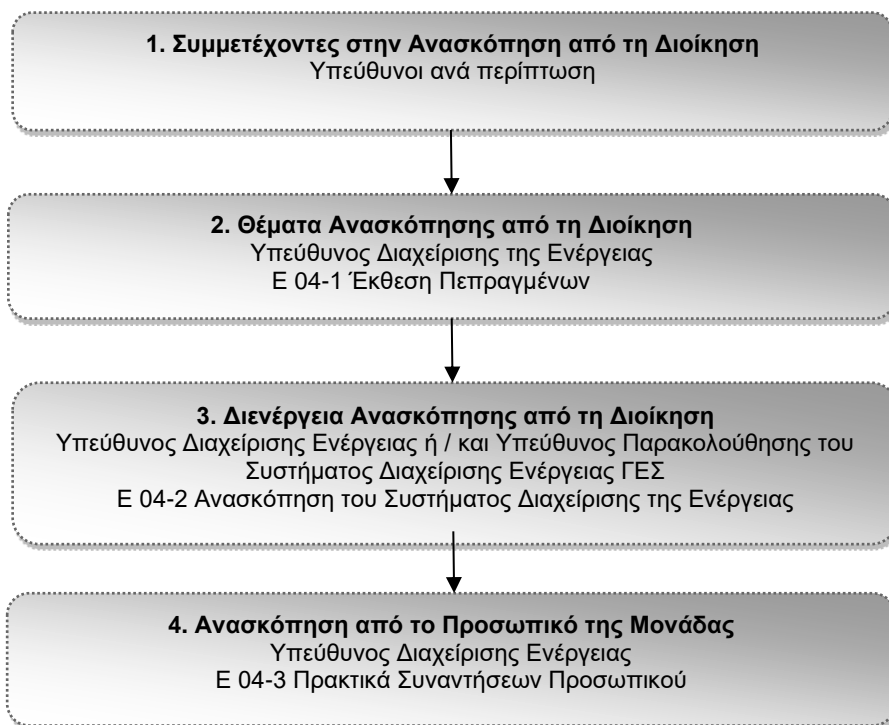 1. Συμμετέχοντες στην Ανασκόπηση από τη Διοίκηση
Υπεύθυνοι ανά περίπτωση
2. Θέματα Ανασκόπησης από τη Διοίκηση
Υπεύθυνος Διαχείρισης της Ενέργειας
Ε 04-1 Έκθεση Πεπραγμένων
3. Διενέργεια Ανασκόπησης από τη Διοίκηση
Υπεύθυνος Διαχείρισης Ενέργειας ή / και Υπεύθυνος Παρακολούθησης του
Συστήματος Διαχείρισης Ενέργειας ΓΕΣ
Ε 04-2 Ανασκόπηση του Συστήματος Διαχείρισης της Ενέργειας
4. Ανασκόπηση από το Προσωπικό της Μονάδας
Υπεύθυνος Διαχείρισης Ενέργειας
Ε 04-3 Πρακτικά Συναντήσεων Προσωπικού